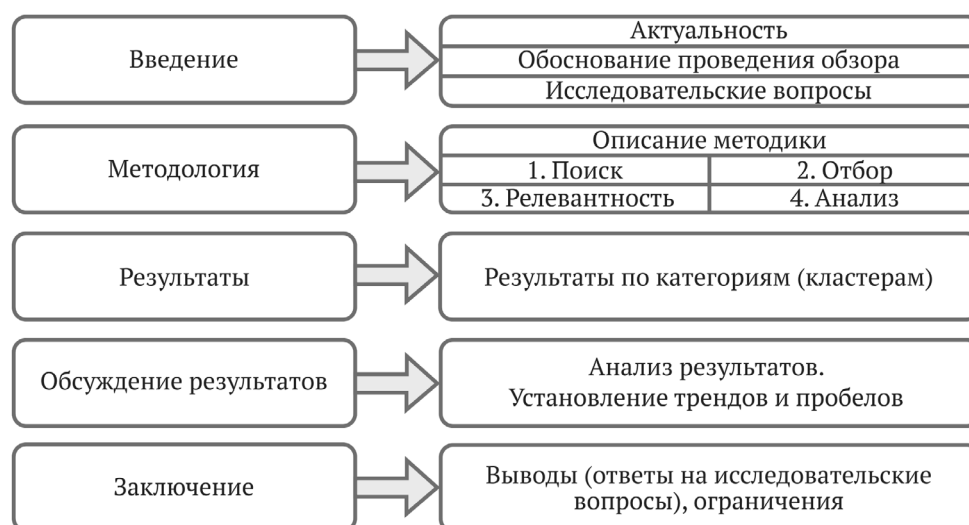 Введение
Актуальность
Обоснование проведения обзора
Исследовательские вопросы
Методология
Описание методики
1. Поиск
2. Отбор
3. Релевантность
4. Анализ
Результаты
Результаты по категориям (кластерам)
Обсуждение результатов
Анализ результатов.
Установление трендов и пробелов
Заключение
Выводы (ответы на исследовательские
вопросы), ограничения